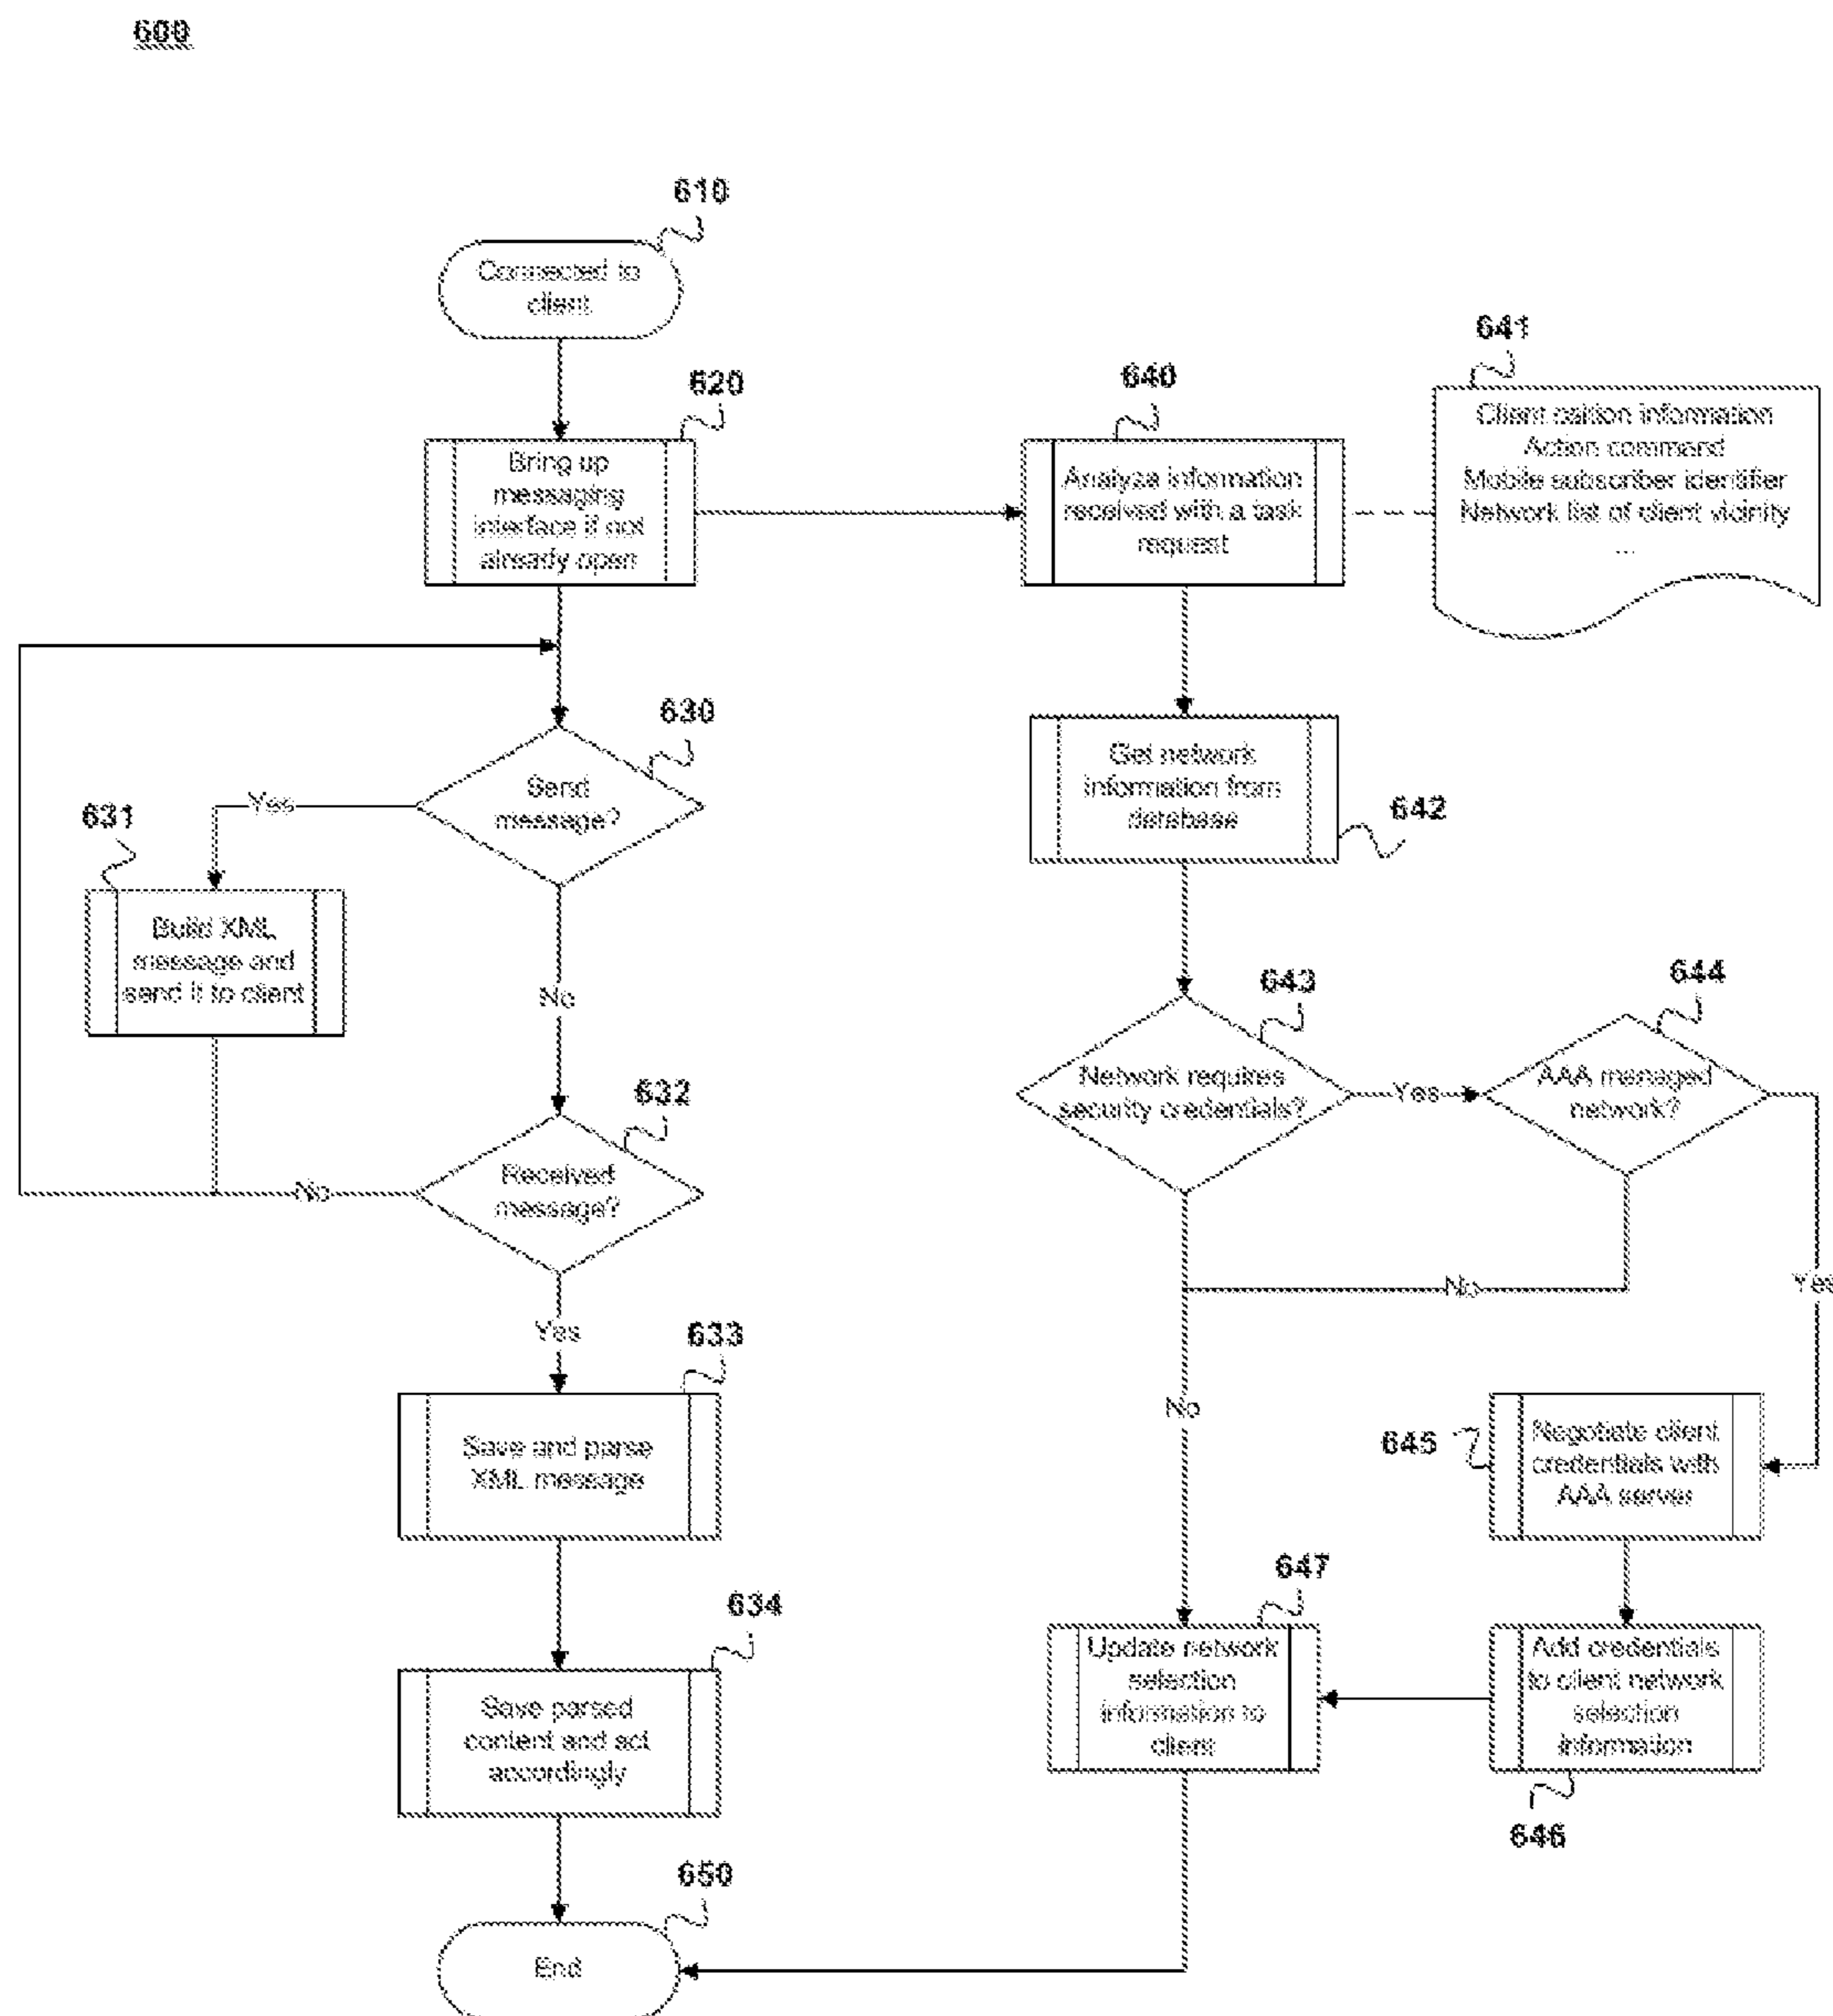 600
610
Connected to
client
620
Bring up
messaging
interface if not
already open
640
Analyze information
received with a task
request
641
Client osition information
Action command
Mobile subscriber identifier
Network list of client vicinity
...
630
Send
message?
Yes
631
Build XML
message and
send it to client
No
642
Get network
information from
database
632
Received
message?
No
Yes
643
Network requires
security credentials?
Yes
644
AAA managed
network?
No
Yes
No
633
Save and parse
XML message
645
Negotiate client
credentials with
AAA server
634
Save parsed
content and act
accordingly
647
Update network
selection
information to
client
Add credentials
to client network
selection
information
646
650
End